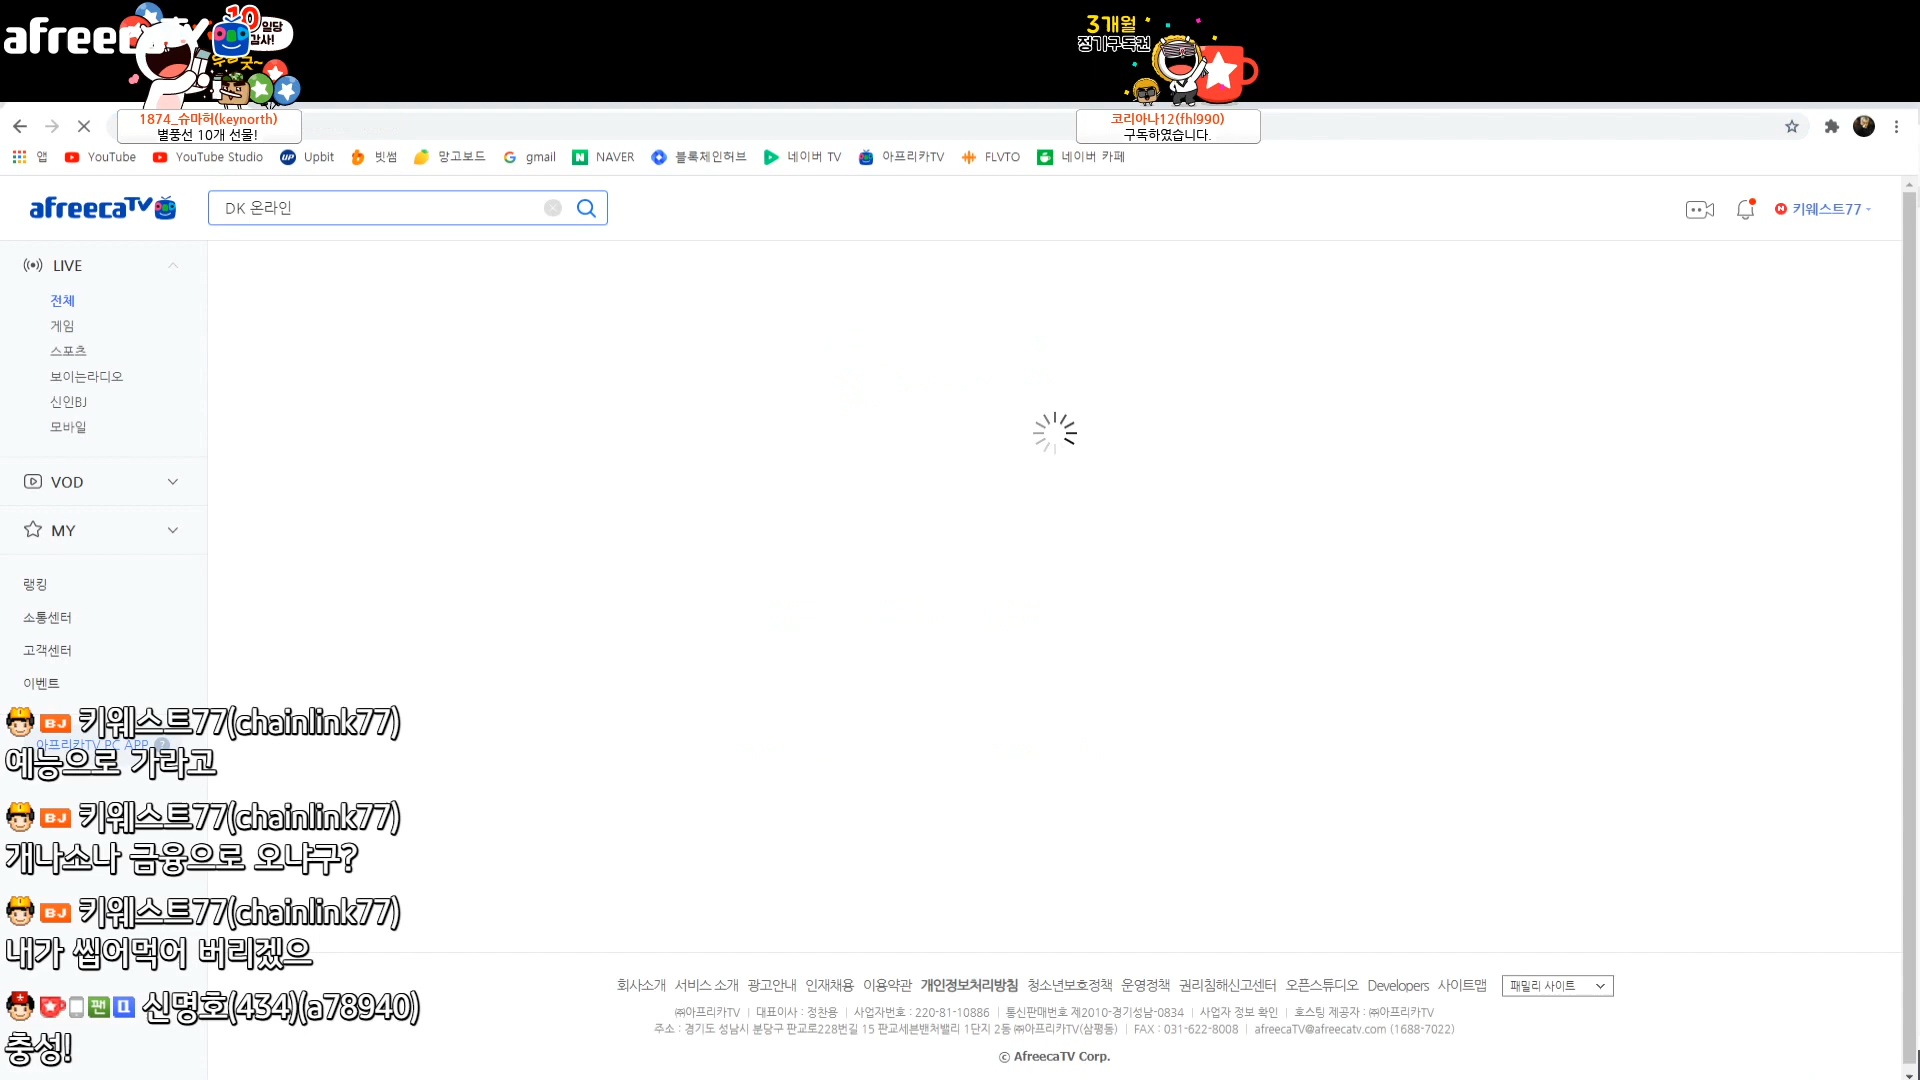 afreecaTV
10 일당
감사!
우우굿~
3개월
정기구독권
1874_슈마허(keynorth)
별풍선 10개 선물!
코리아나12(fhl990)
구독하였습니다.
앱 YouTube YouTube Studio Upbit 빗썸 망고보드 gmail NAVER 블록체인허브 네이버 TV 아프리카TV FLVTO 네이버 카페
afreecaTV
DK 온라인
키웨스트77
LIVE
전체
게임
스포츠
보이는라디오
신인BJ
모바일
VOD
MY
랭킹
소통센터
고객센터
이벤트
아프리카TV PC APP ?
BJ 키웨스트77(chainlink77)
예능으로 가라고
BJ 키웨스트77(chainlink77)
개나소나 금융으로 오냐구?
BJ 키웨스트77(chainlink77)
내가 씹어먹어 버리겠으
팬 신명호(434)(a78940)
충성!
회사소개 서비스 소개 광고안내 인재채용 이용약관 개인정보처리방침 청소년보호정책 운영정책 권리침해신고센터 오픈스튜디오 Developers 사이트맵 패밀리 사이트
㈜아프리카TV | 대표이사 : 정찬용 | 사업자번호 : 220-81-10886 | 통신판매번호 제2010-경기성남-0834 | 사업자 정보 확인 | 호스팅 제공자 : ㈜아프리카TV
주소 : 경기도 성남시 분당구 판교로228번길 15 판교세븐밴처밸리 1단지 2동 ㈜아프리카TV(삼평동) | FAX : 031-622-8008 | afreecaTV@afreecatv.com (1688-7022)
© AfreecaTV Corp.